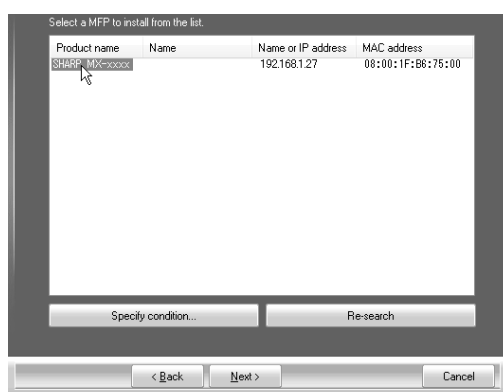 Select a MFP to install from the list.
Product name Name Name or IP address MAC address
SHARP MX-xxxx 192.168.1.27 08:00:1F:B6:75:00
Specify condition... Re-search
< Back Next > Cancel